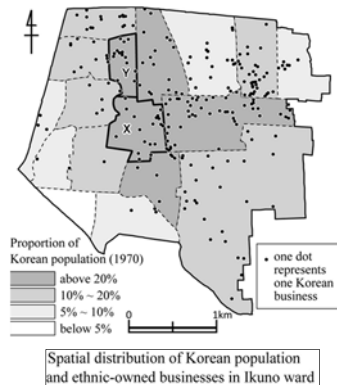 4
Y
X
Proportion of
Korean population (1970)
above 20%
10% ~ 20%
5% ~ 10%
below 5%
0
1km
one dot
represents
one Korean
business
Spatial distribution of Korean population
and ethnic-owned businesses in Ikuno ward